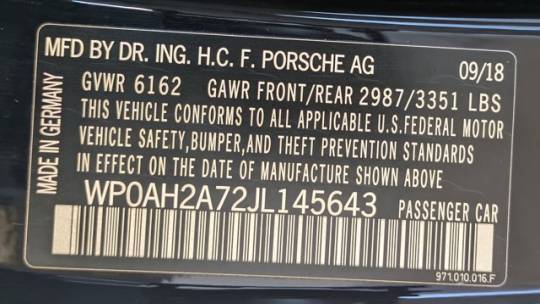 MFD BY DR. ING. H.C. F. PORSCHE AG 09/18
GVWR 6162 GAWR FRONT/REAR 2987/3351 LBS
THIS VEHICLE CONFORMS TO ALL APPLICABLE U.S.FEDERAL MOTOR
VEHICLE SAFETY,BUMPER,AND THEFT PREVENTION STANDARDS
IN EFFECT ON THE DATE OF MANUFACTURE SHOWN ABOVE
WP0AH2A72JL145643 PASSENGER CAR
971.010.016.F
MADE IN GERMANY